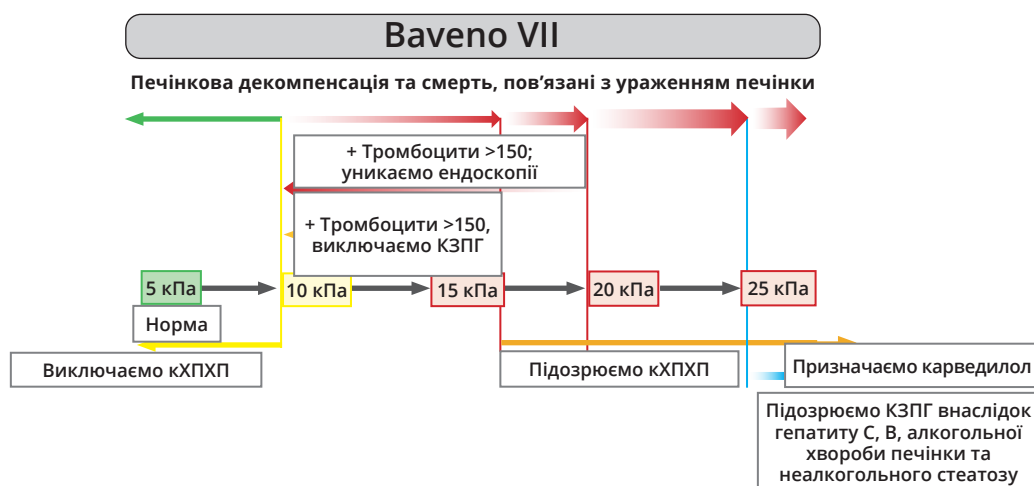 Baveno VII
Печінкова декомпенсація та смерть, пов’язані з ураженням печінки
+ Тромбоцити >150;
уникаємо ендоскопії
+ Тромбоцити >150,
виключаємо КЗПГ
5 кПа
10 кПа
15 кПа
20 кПа
25 кПа
Норма
Виключаємо кХПХП
Підозрюємо кХПХП
Призначаємо карведилол
Підозрюємо КЗПГ внаслідок
гепатиту С, В, алкогольної
хвороби печінки та
неалкогольного стеатозу